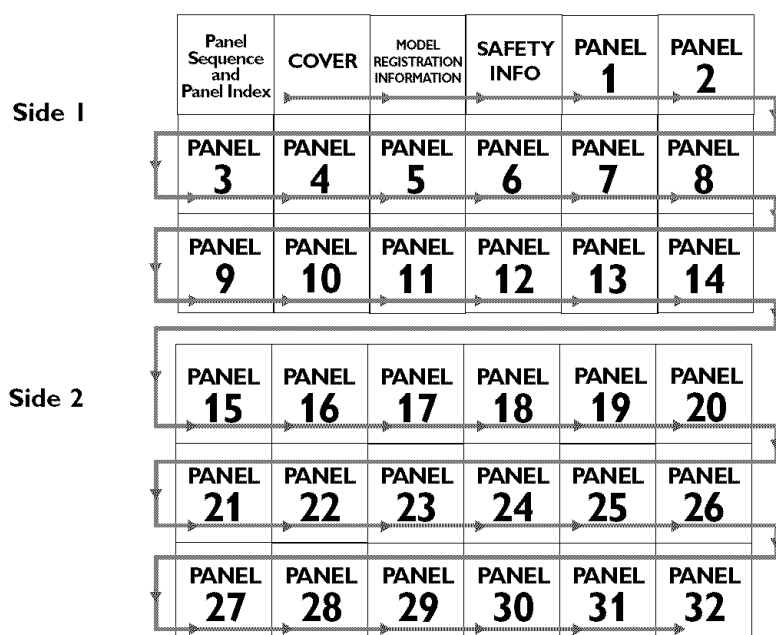 Panel
Sequence
and
Panel Index
COVER
MODEL
REGISTRATION
INFORMATION
SAFETY
INFO
PANEL
1
PANEL
2
Side 1
PANEL
3
PANEL
4
PANEL
5
PANEL
6
PANEL
7
PANEL
8
PANEL
9
PANEL
10
PANEL
11
PANEL
12
PANEL
13
PANEL
14
Side 2
PANEL
15
PANEL
16
PANEL
17
PANEL
18
PANEL
19
PANEL
20
PANEL
21
PANEL
22
PANEL
23
PANEL
24
PANEL
25
PANEL
26
PANEL
27
PANEL
28
PANEL
29
PANEL
30
PANEL
31
PANEL
32